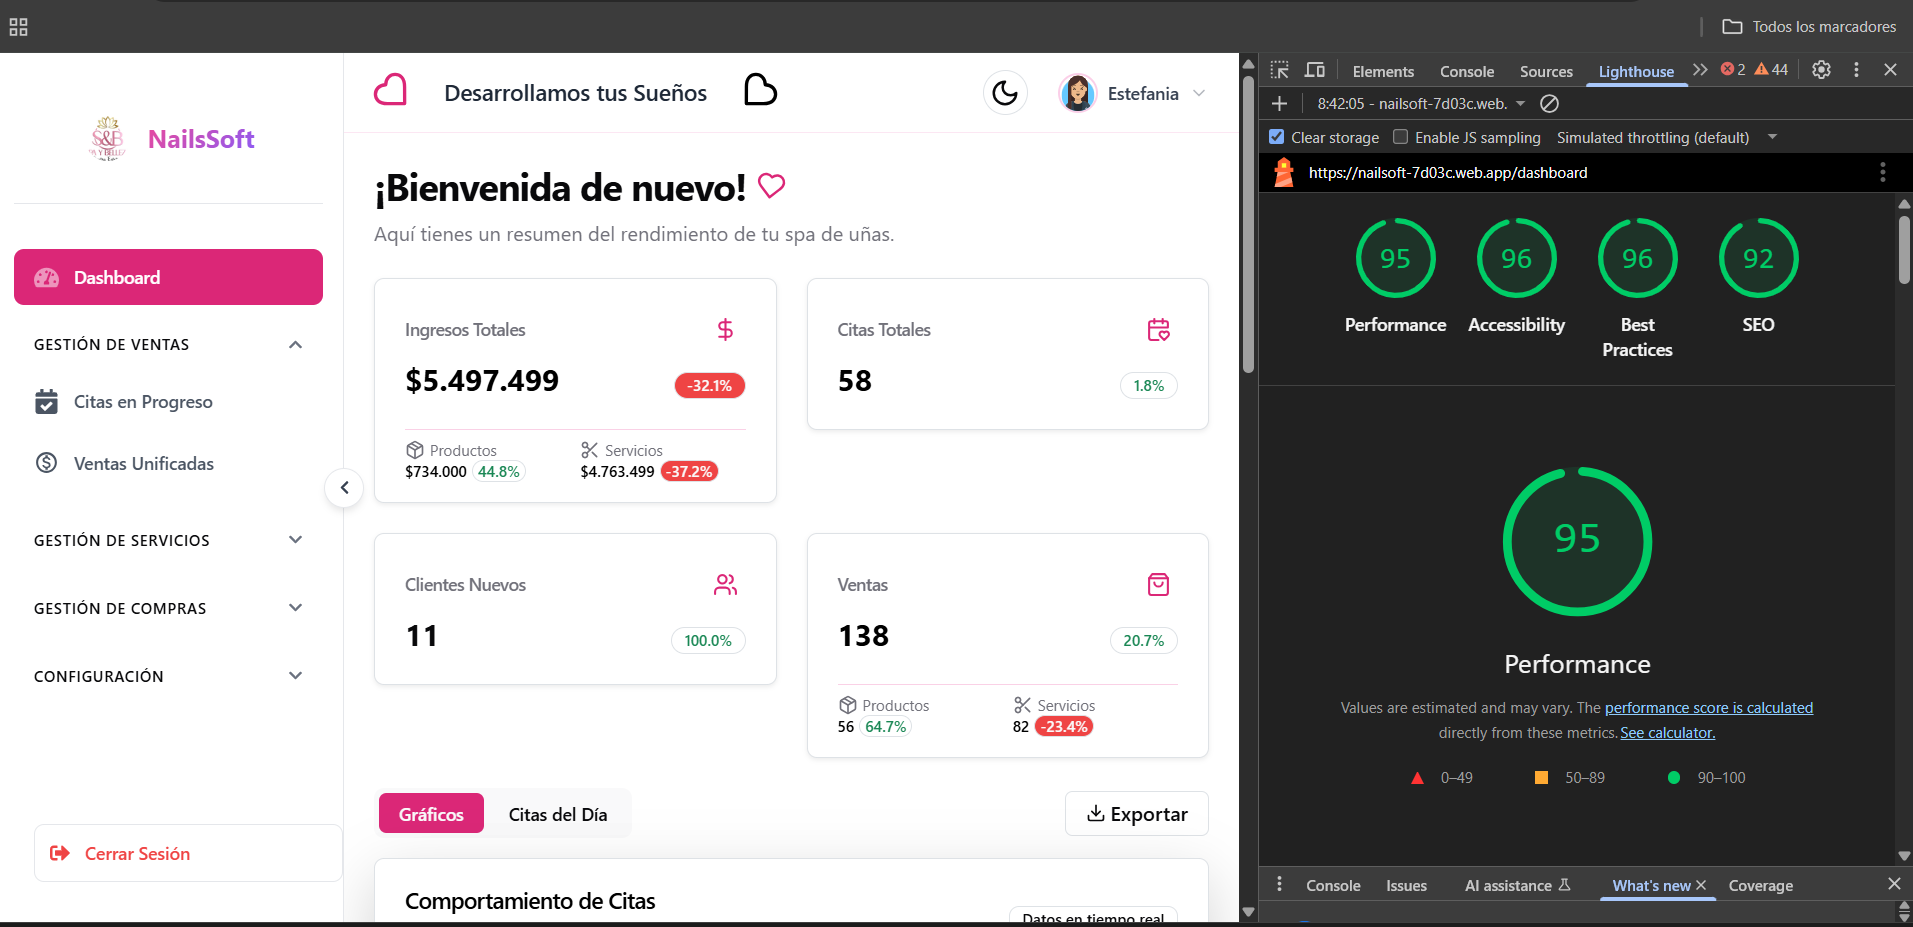 Todos los marcadores
S&B
NailsSoft
Dashboard
GESTIÓN DE VENTAS
Citas en Progreso
Ventas Unificadas
GESTIÓN DE SERVICIOS
GESTIÓN DE COMPRAS
CONFIGURACIÓN
Cerrar Sesión
Desarrollamos tus Sueños
Estefania
¡Bienvenida de nuevo!
Aquí tienes un resumen del rendimiento de tu spa de uñas.
Ingresos Totales
$5.497.499
-32.1%
Productos
$734.000 44.8%
Servicios
$4.763.499 -37.2%
Citas Totales
58
1.8%
Clientes Nuevos
11
100.0%
Ventas
138
20.7%
Productos
56 64.7%
Servicios
82 -23.4%
Gráficos
Citas del Día
Exportar
Comportamiento de Citas
Datos en tiempo real
Elements Console Sources Lighthouse 2 44
8:42:05 - nailsoft-7d03c.web.
Clear storage Enable JS sampling Simulated throttling (default)
https://nailsoft-7d03c.web.app/dashboard
95
Performance
96
Accessibility
96
Best
Practices
92
SEO
95
Performance
Values are estimated and may vary. The performance score is calculated
directly from these metrics. See calculator.
0–49 50–89 90–100
Console Issues AI assistance What's new Coverage